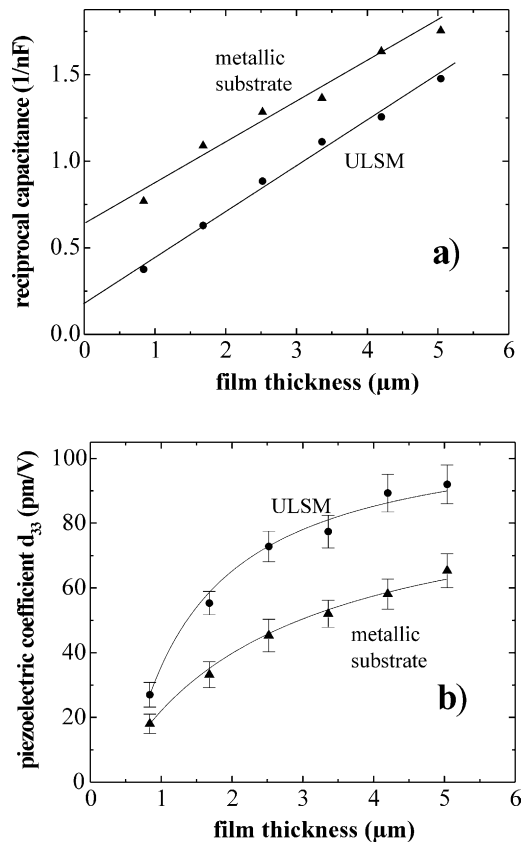 1.5
1.0
0.5
0.0
reciprocal capacitance (1/nF)
metallic
substrate
ULSM
a)
0 1 2 3 4 5 6
film thickness (µm)
100
80
60
40
20
0
piezoelectric coefficient d33 (pm/V)
ULSM
metallic
substrate
b)
0 1 2 3 4 5 6
film thickness (µm)